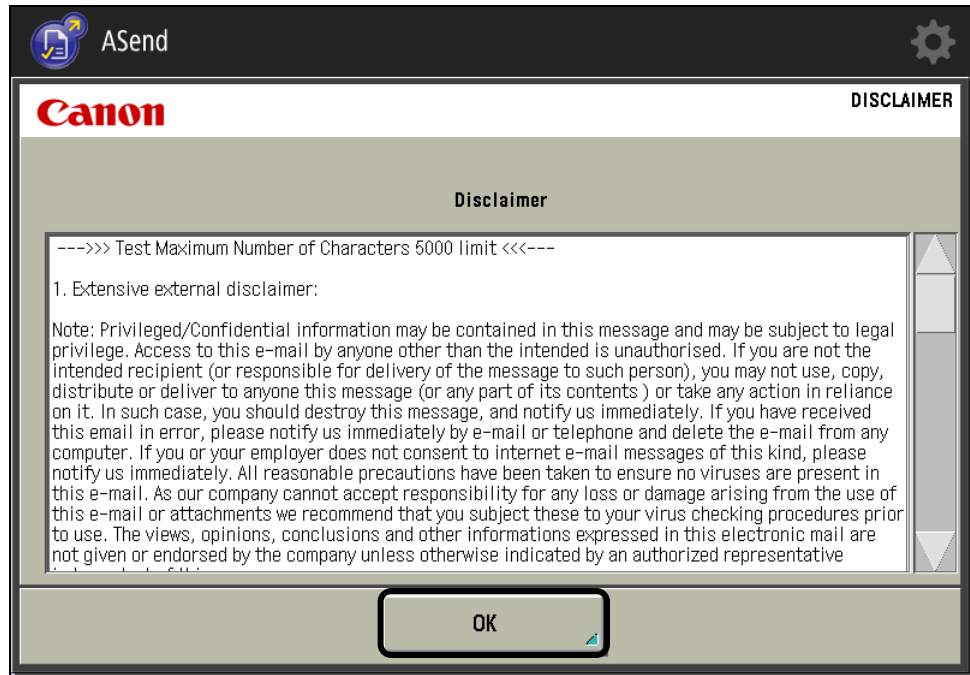 ASend
Canon
DISCLAIMER
Disclaimer
--->>> Test Maximum Number of Characters 5000 limit <<<---
1. Extensive external disclaimer:
Note: Privileged/Confidential information may be contained in this message and may be subject to legal
privilege. Access to this e-mail by anyone other than the intended is unauthorised. If you are not the
intended recipient (or responsible for delivery of the message to such person), you may not use, copy,
distribute or deliver to anyone this message (or any part of its contents ) or take any action in reliance
on it. In such case, you should destroy this message, and notify us immediately. If you have received
this email in error, please notify us immediately by e-mail or telephone and delete the e-mail from any
computer. If you or your employer does not consent to internet e-mail messages of this kind, please
notify us immediately. All reasonable precautions have been taken to ensure no viruses are present in
this e-mail. As our company cannot accept responsibility for any loss or damage arising from the use of
this e-mail or attachments we recommend that you subject these to your virus checking procedures prior
to use. The views, opinions, conclusions and other informations expressed in this electronic mail are
not given or endorsed by the company unless otherwise indicated by an authorized representative
OK